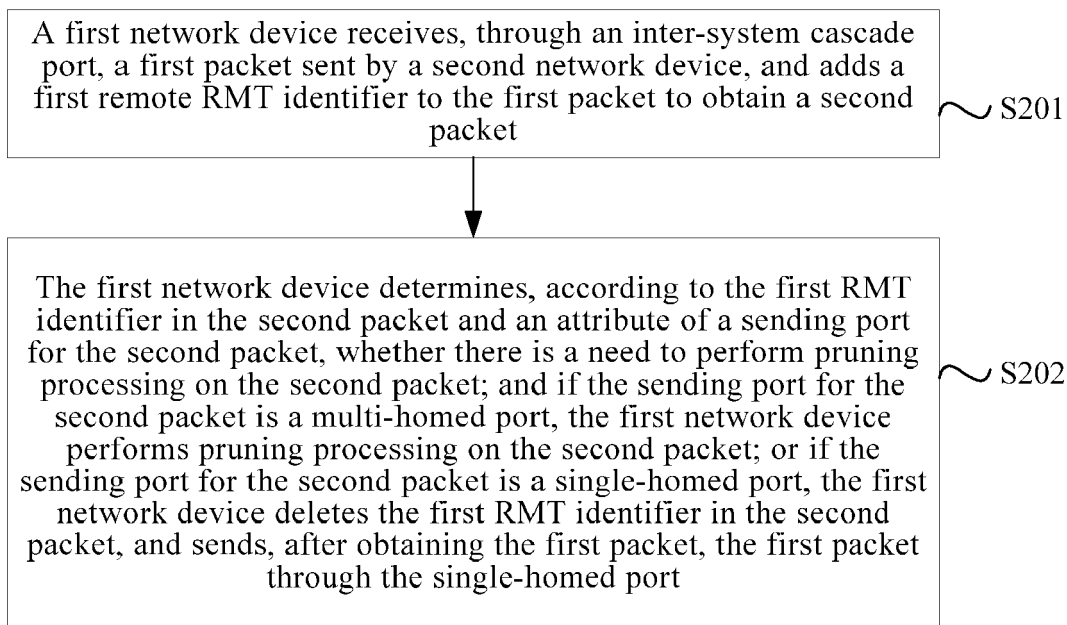 A first network device receives, through an inter-system cascade
port, a first packet sent by a second network device, and adds a
first remote RMT identifier to the first packet to obtain a second
packet
S201
The first network device determines, according to the first RMT
identifier in the second packet and an attribute of a sending port
for the second packet, whether there is a need to perform pruning
processing on the second packet; and if the sending port for the
second packet is a multi-homed port, the first network device
performs pruning processing on the second packet; or if the
sending port for the second packet is a single-homed port, the first
network device deletes the first RMT identifier in the second
packet, and sends, after obtaining the first packet, the first packet
through the single-homed port
S202